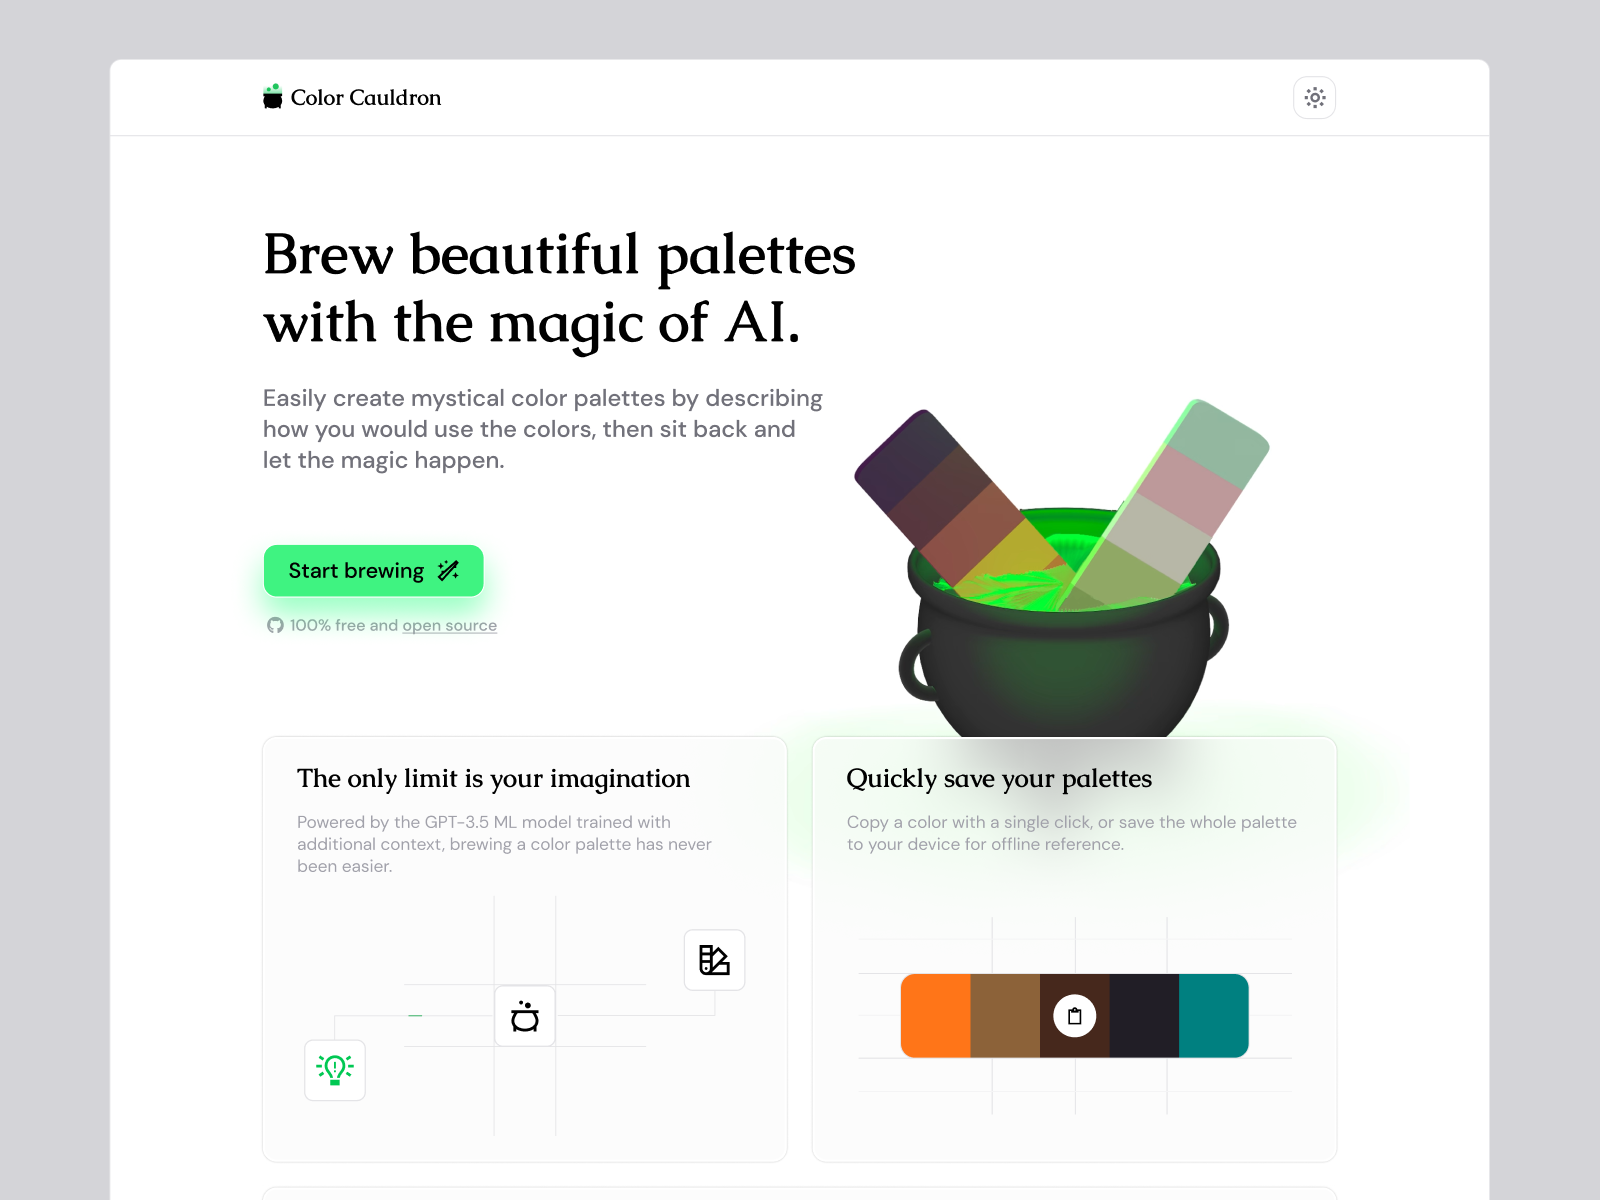 Color Cauldron
Brew beautiful palettes
with the magic of AI.
Easily create mystical color palettes by describing
how you would use the colors, then sit back and
let the magic happen.
Start brewing
100% free and open source
The only limit is your imagination
Powered by the GPT-3.5 ML model trained with
additional context, brewing a color palette has never
been easier.
Quickly save your palettes
Copy a color with a single click, or save the whole palette
to your device for offline reference.